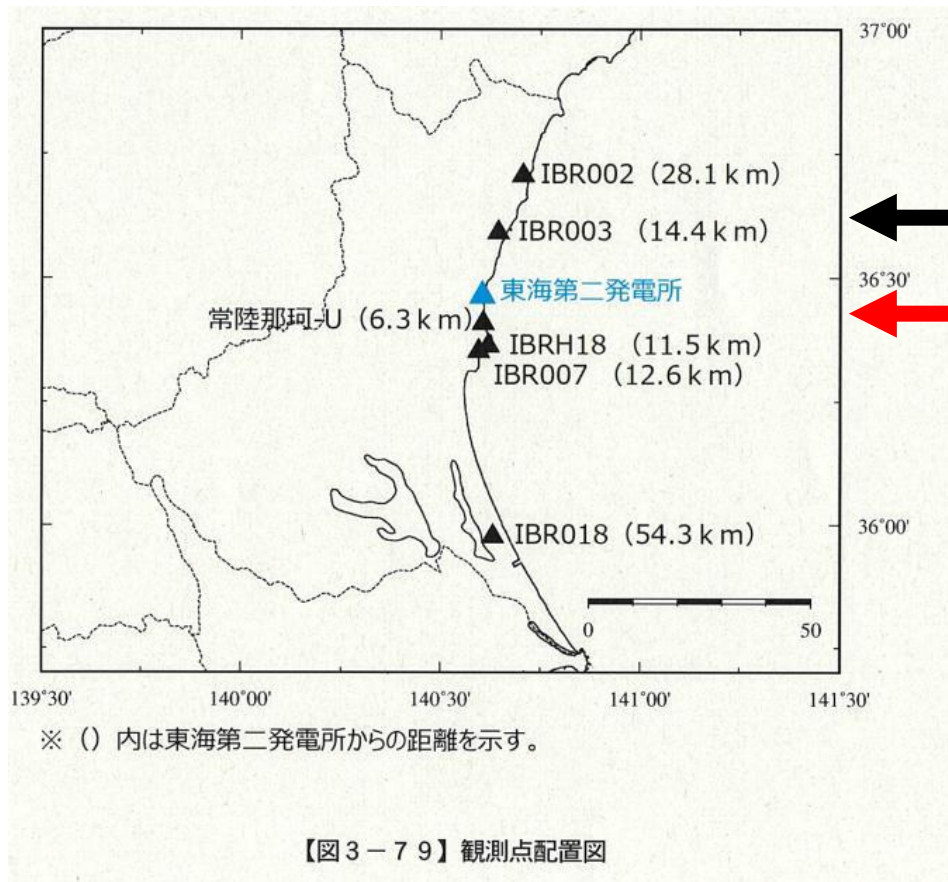 37°00'
IBR002(28.1km)
IBR003 (14.4km)
36°30'
東海第二発電所
常陸那珂-U(6.3km)
IBRH18 (11.5km)
IBR007 (12.6km)
36°00'
IBR018(54.3km)
0 50
139°30' 140°00' 140°30' 141°00' 141°30'
※ () 内は東海第二発電所からの距離を示す。
【図3-79】観測点配置図